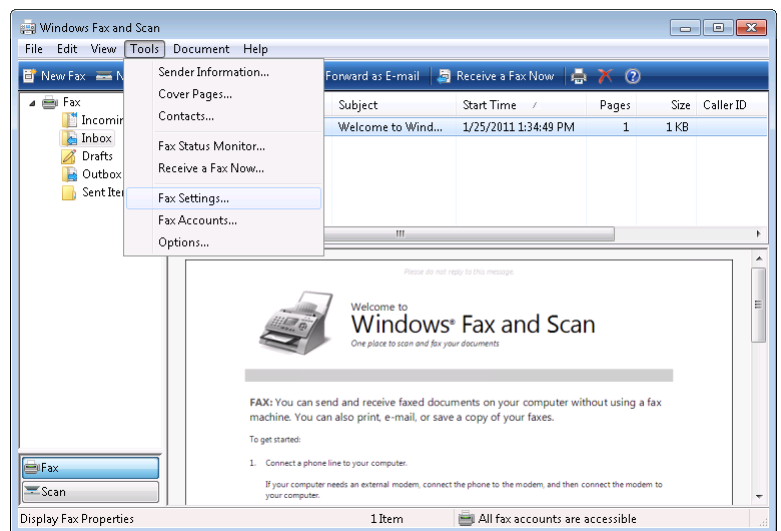 Windows Fax and Scan
File Edit View Tools Document Help
New Fax Forward as E-mail Receive a Fax Now
Sender Information...
Cover Pages...
Contacts...
Fax Status Monitor...
Receive a Fax Now...
Fax Settings...
Fax Accounts...
Options...
Fax
Inbox
Drafts
Outbox
Subject Start Time Pages Size Caller ID
Welcome to Wind... 1/25/2011 1:34:49 PM 1 1 KB
Please do not reply to this message.
Welcome to
Windows® Fax and Scan
One place to scan and fax your documents
FAX: You can send and receive faxed documents on your computer without using a fax
machine. You can also print, e-mail, or save a copy of your faxes.
To get started:
1. Connect a phone line to your computer.
If your computer needs an external modem, connect the phone to the modem, and then connect the modem to
your computer.
Fax
Scan
Display Fax Properties 1 Item All fax accounts are accessible